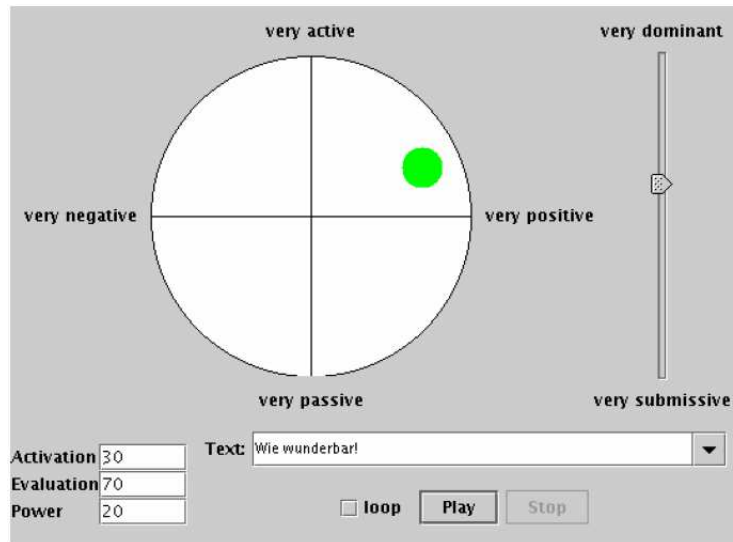 very active
very dominant
very negative
very positive
very passive
very submissive
Activation 30
Evaluation 70
Power 20
Text: Wie wunderbar!
loop Play Stop